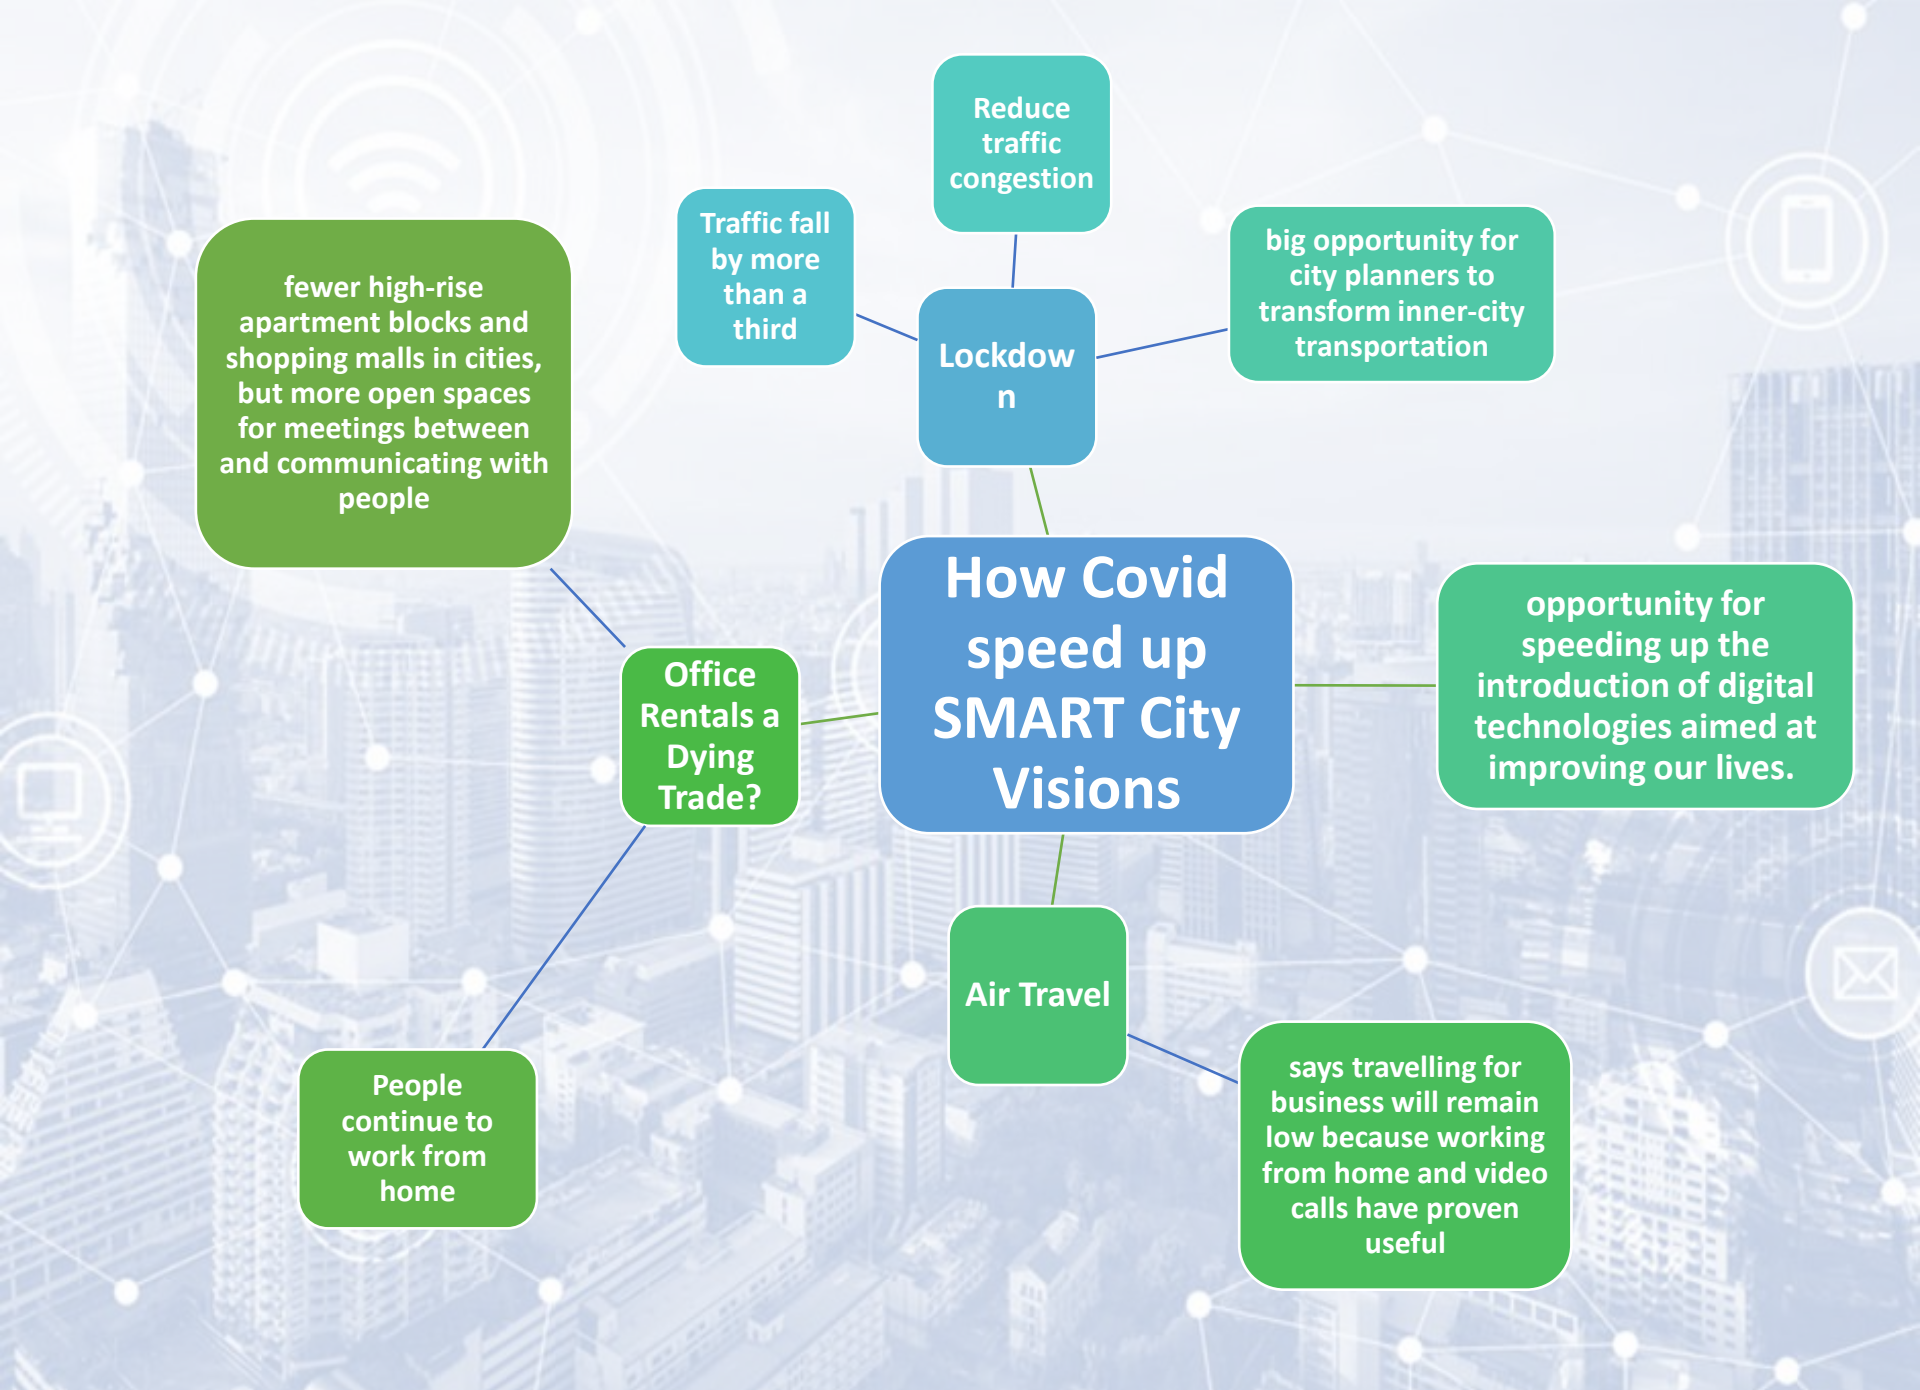 Reduce
traffic
congestion
Traffic fall
by more
than a
third
big opportunity for
city planners to
transform inner-city
transportation
fewer high-rise
apartment blocks and
shopping malls in cities,
but more open spaces
for meetings between
and communicating with
people
Lockdow
n
How Covid
speed up
SMART City
Visions
opportunity for
speeding up the
introduction of digital
technologies aimed at
improving our lives.
Office
Rentals a
Dying
Trade?
Air Travel
People
continue to
work from
home
says travelling for
business will remain
low because working
from home and video
calls have proven
useful